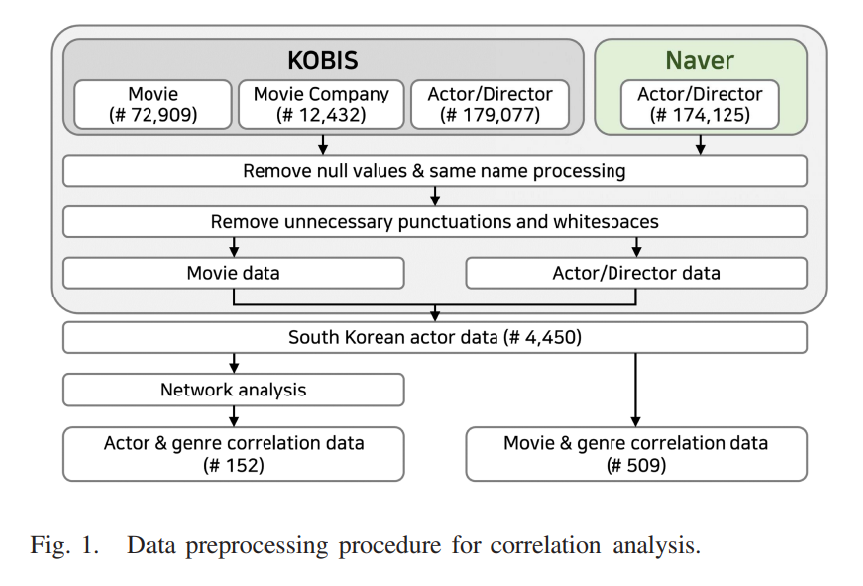 KOBIS
Naver
Movie
(# 72,909)
Movie Company
(# 12,432)
Actor/Director
(# 179,077)
Actor/Director
(# 174,125)
Remove null values & same name processing
Remove unnecessary punctuations and whitespaces
Movie data
Actor/Director data
South Korean actor data (# 4,450)
Network analysis
Actor & genre correlation data
(# 152)
Movie & genre correlation data
(# 509)
Fig. 1. Data preprocessing procedure for correlation analysis.